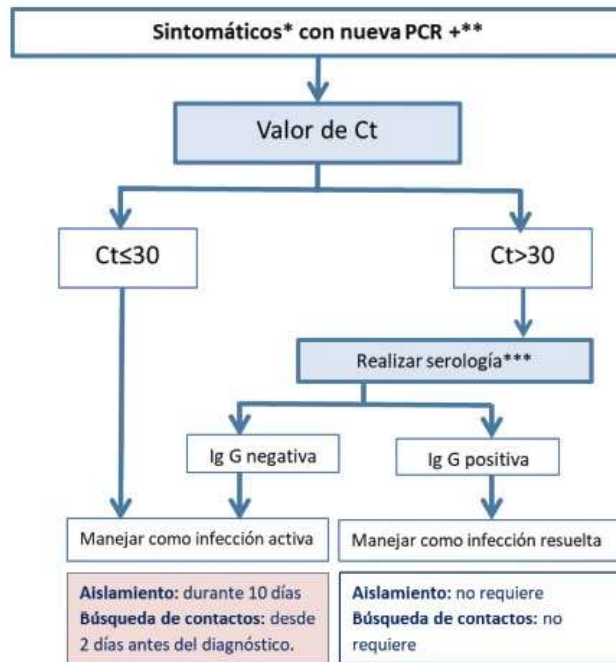 Sintomáticos* con nueva PCR +**
Valor de Ct
Ct≤30
Ct>30
Realizar serología***
Ig G negativa
Ig G positiva
Manejar como infección activa
Manejar como infección resuelta
Aislamiento: durante 10 días
Búsqueda de contactos: desde
2 días antes del diagnóstico.
Aislamiento: no requiere
Búsqueda de contactos: no
requiere